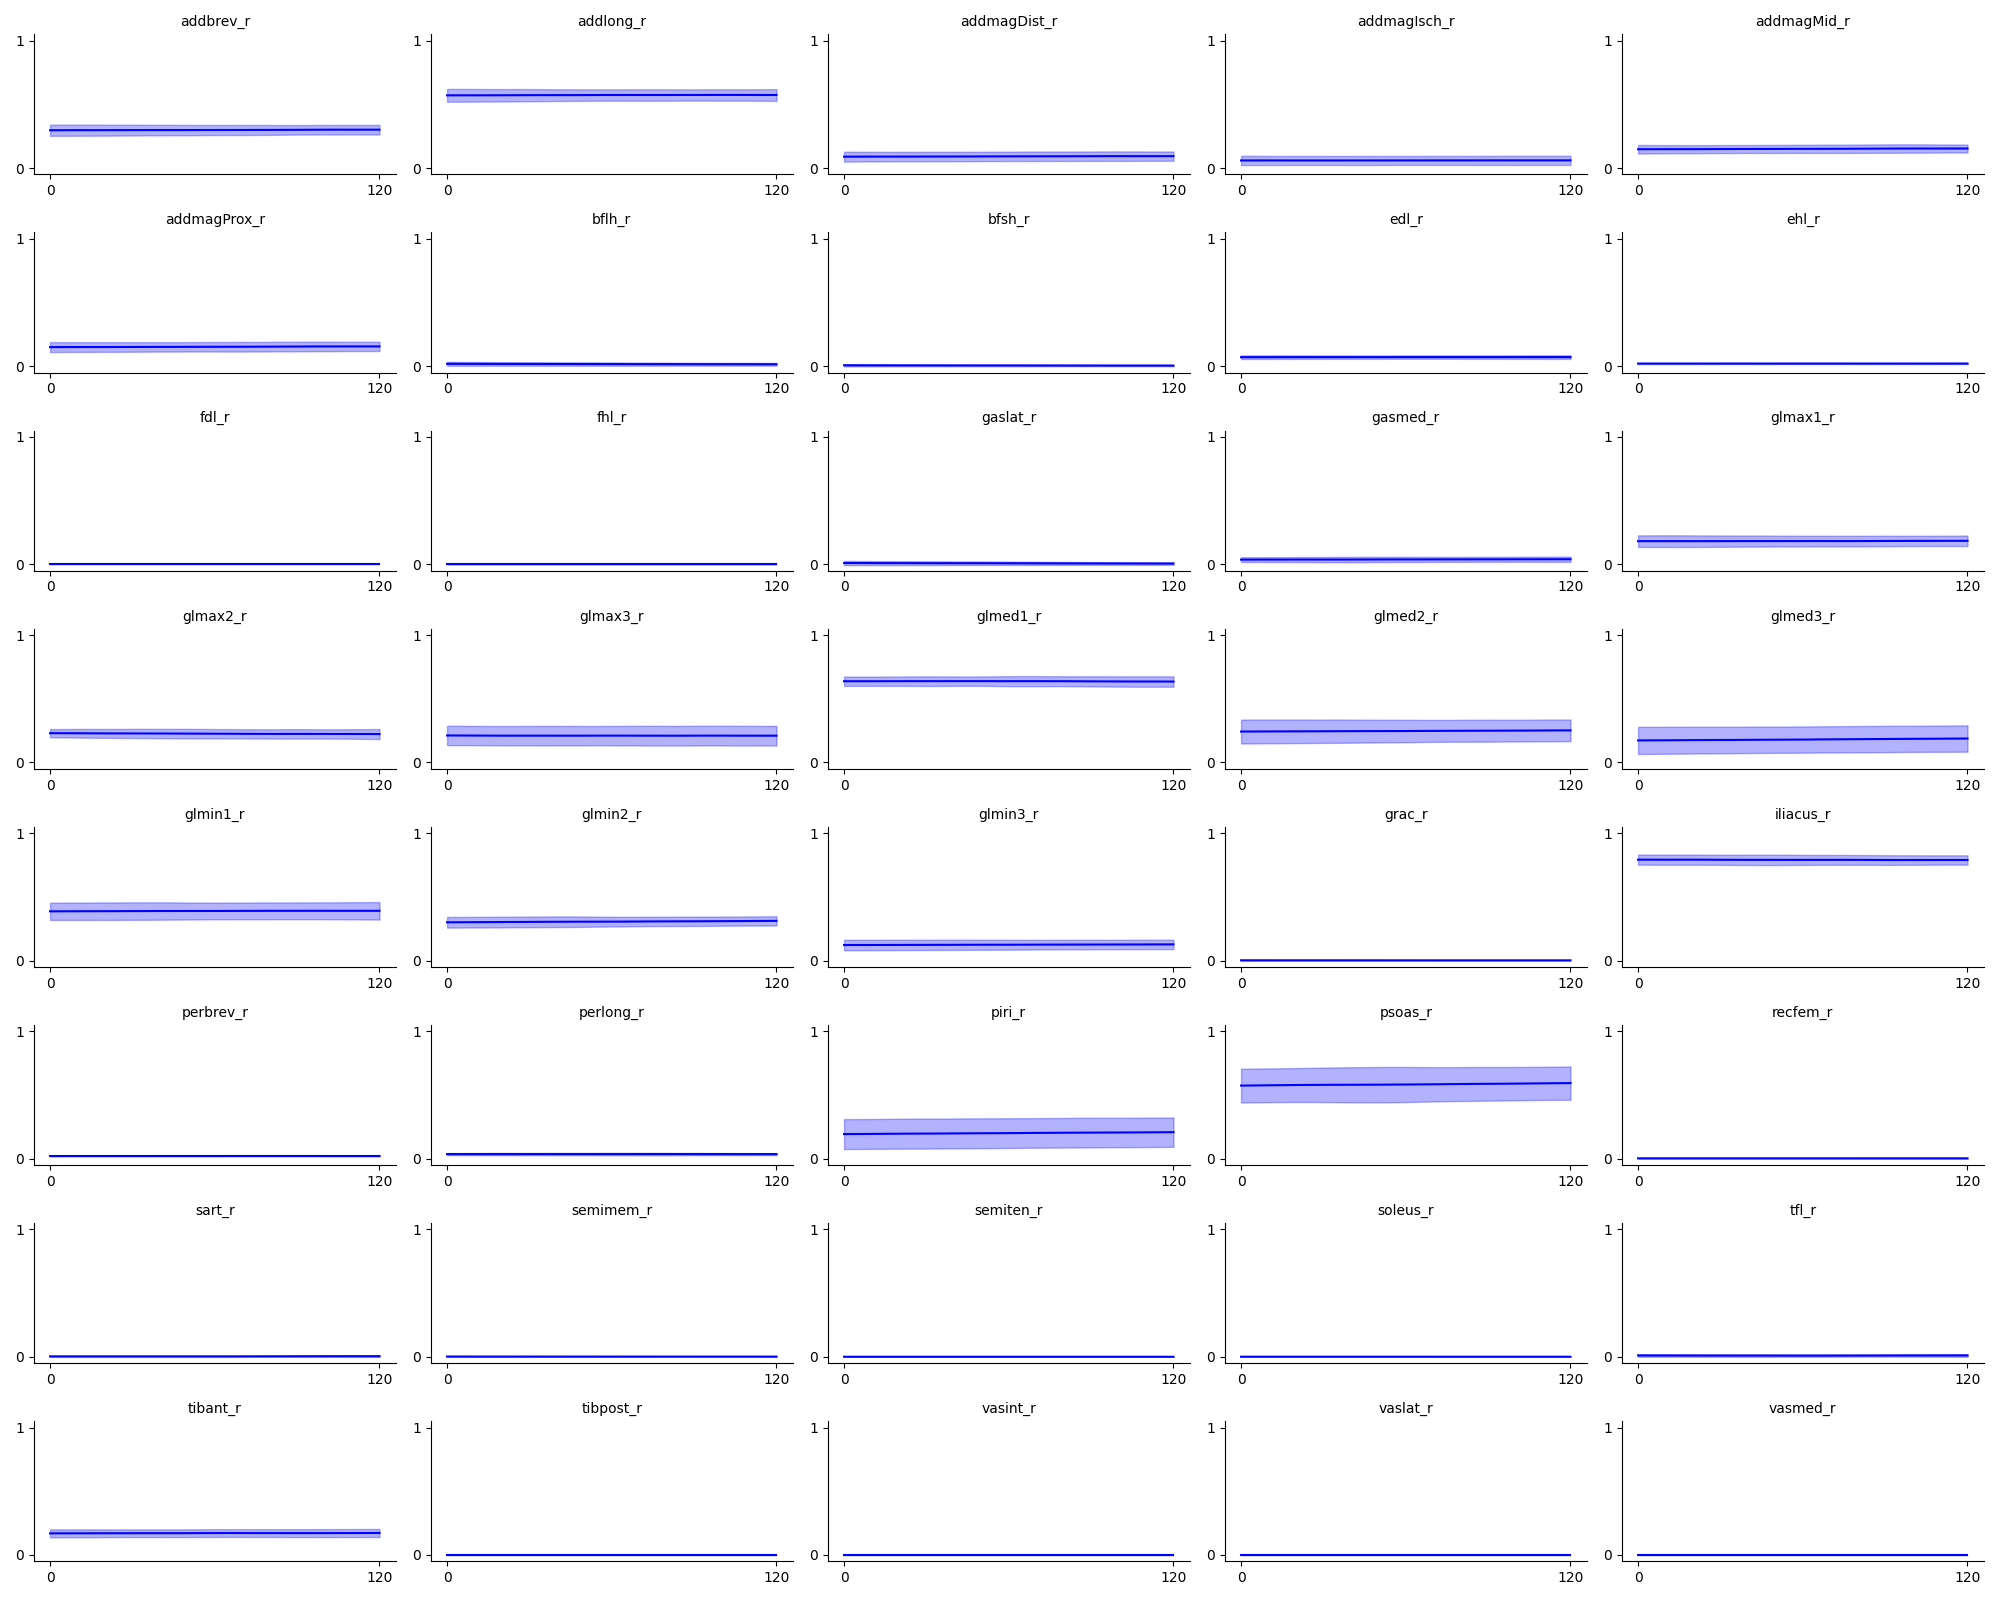 addbrev_r addlong_r addmagDist_r addmagIsch_r addmagMid_r
1 1 1 1 1
0 0 0 0 0
0 120 0 120 0 120 0 120 0 120
addmagProx_r bflh_r bfsh_r edl_r ehl_r
1 1 1 1 1
0 0 0 0 0
0 120 0 120 0 120 0 120 0 120
fdl_r fhl_r gaslat_r gasmed_r glmax1_r
1 1 1 1 1
0 0 0 0 0
0 120 0 120 0 120 0 120 0 120
glmax2_r glmax3_r glmed1_r glmed2_r glmed3_r
1 1 1 1 1
0 0 0 0 0
0 120 0 120 0 120 0 120 0 120
glmin1_r glmin2_r glmin3_r grac_r iliacus_r
1 1 1 1 1
0 0 0 0 0
0 120 0 120 0 120 0 120 0 120
perbrev_r perlong_r piri_r psoas_r recfem_r
1 1 1 1 1
0 0 0 0 0
0 120 0 120 0 120 0 120 0 120
sart_r semimem_r semiten_r soleus_r tfl_r
1 1 1 1 1
0 0 0 0 0
0 120 0 120 0 120 0 120 0 120
tibant_r tibpost_r vasint_r vaslat_r vasmed_r
1 1 1 1 1
0 0 0 0 0
0 120 0 120 0 120 0 120 0 120